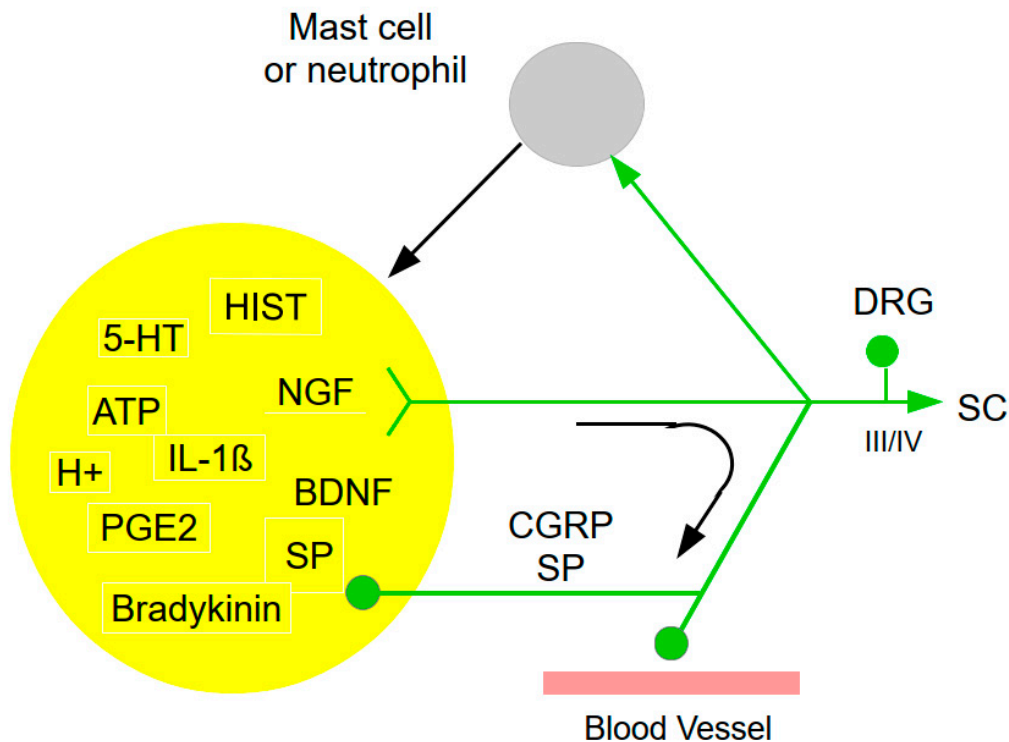 Mast cell
or neutrophil
HIST
5-HT
NGF
ATP
IL-1ß
H+
BDNF
PGE2
SP
Bradykinin
CGRP
SP
DRG
SC
III/IV
Blood Vessel